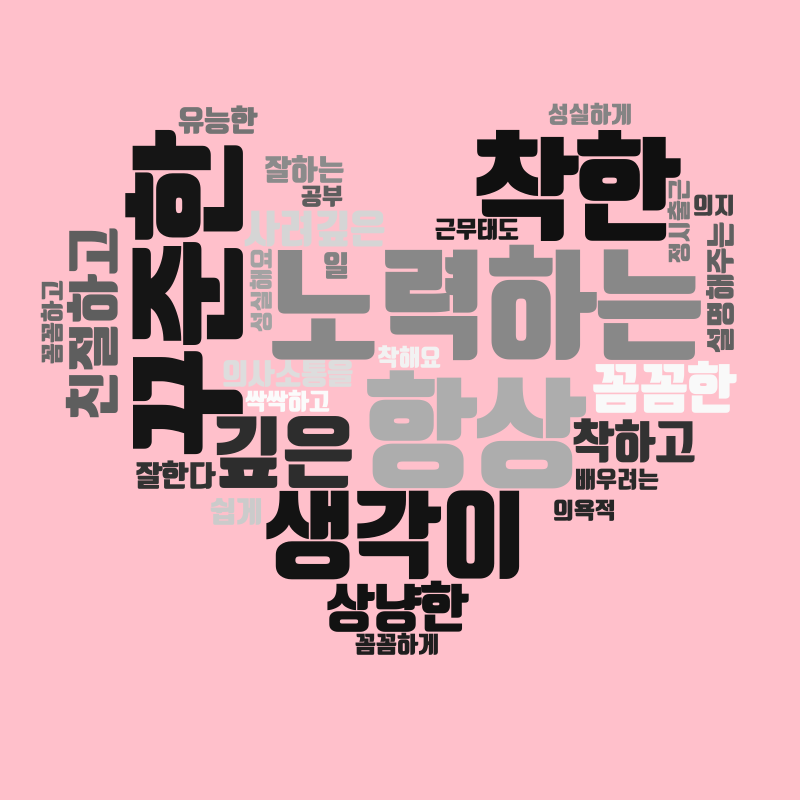 유능한
성실하게
착한
잘하는
공부
꾸준한
정시출근
의지
사려깊은
근무태도
친절하고
설명해주는
노력하는
일
성실해요
꼼꼼하고
착해요
의사소통을
꼼꼼한
싹싹하고
항상
깊은
착하고
잘한다
배우려는
쉽게
생각이
의욕적
상냥한
꼼꼼하게